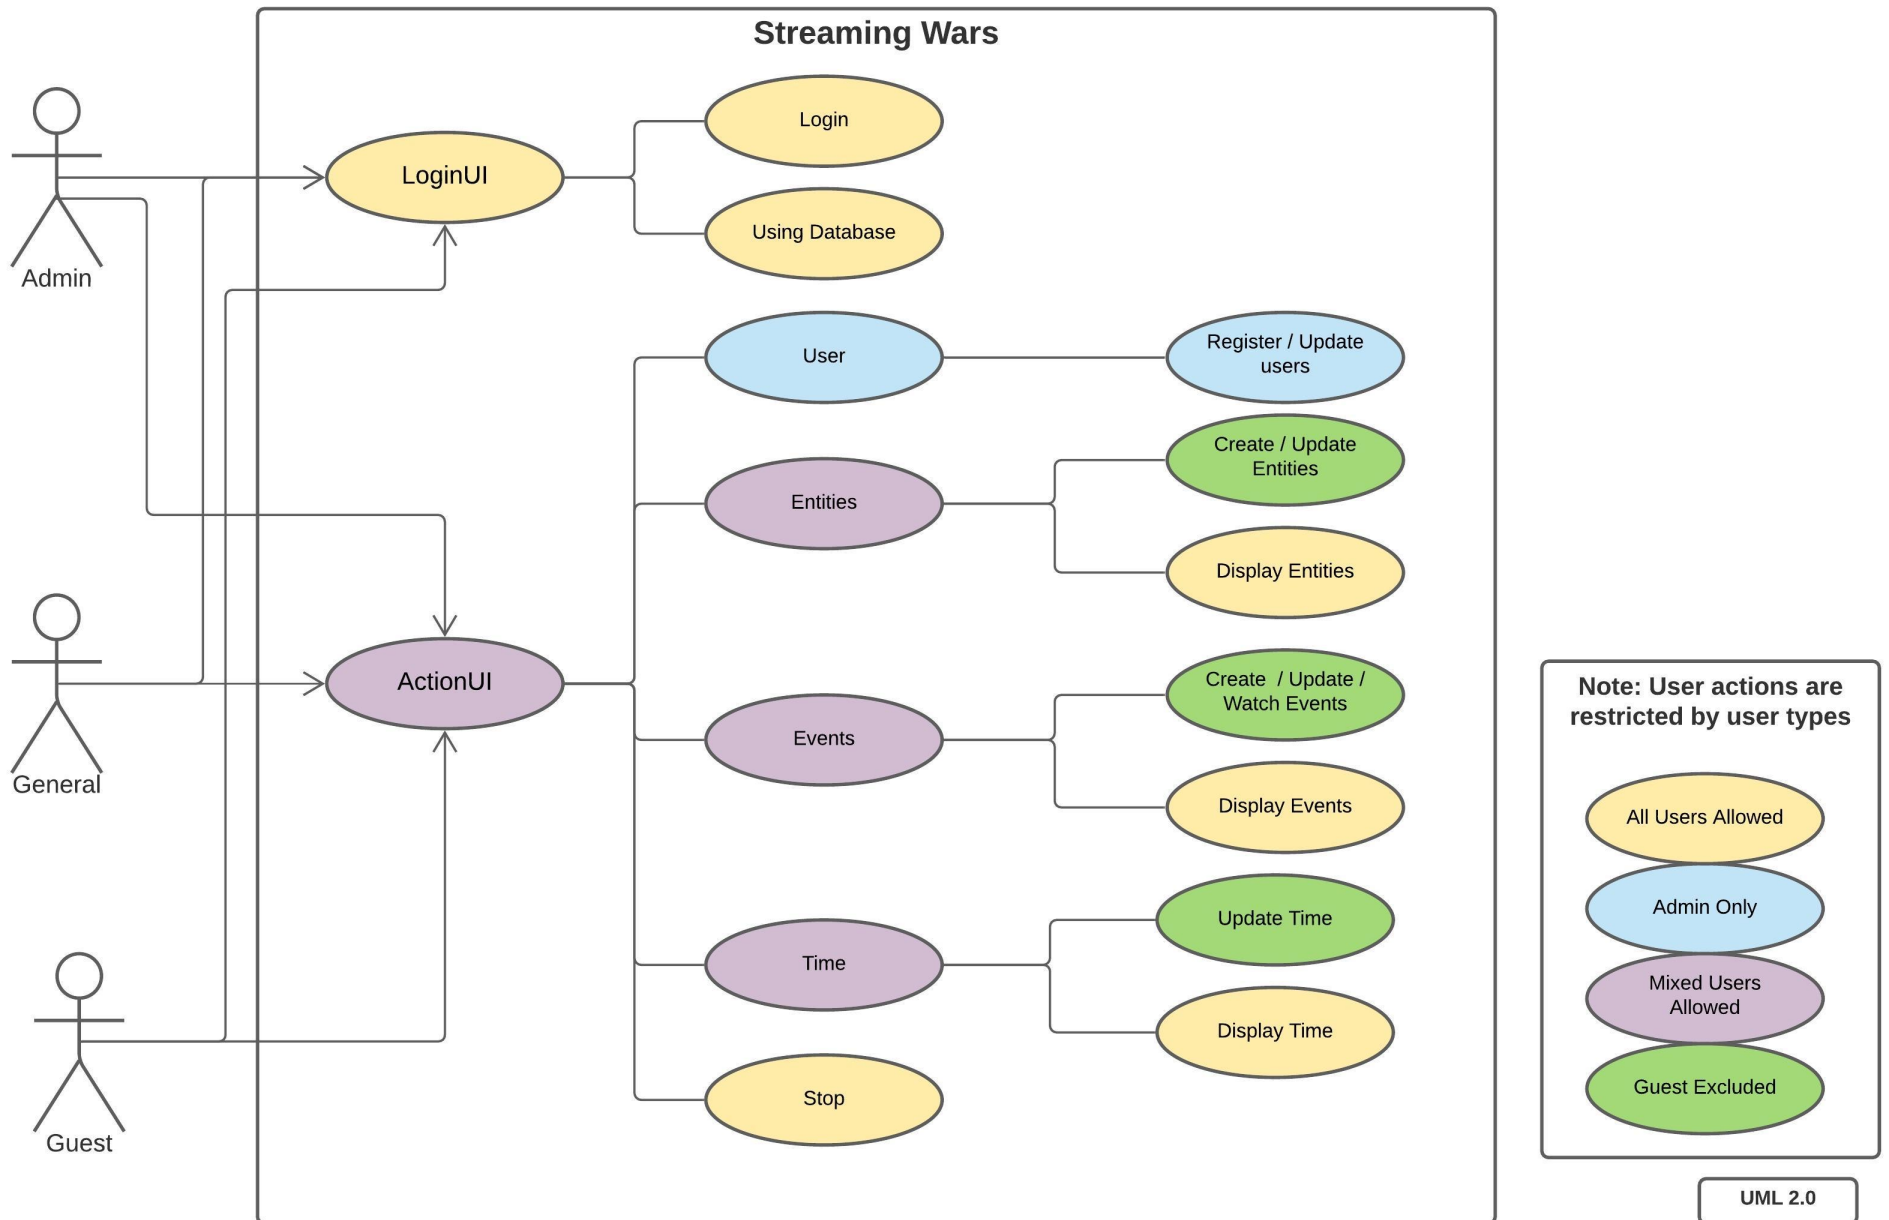 Streaming Wars
Login
LoginUI
Using Database
Admin
User
Register / Update
users
Create / Update
Entities
Entities
Display Entities
General
ActionUI
Create / Update /
Watch Events
Events
Display Events
Update Time
Time
Display Time
Stop
Guest
Note: User actions are
restricted by user types
All Users Allowed
Admin Only
Mixed Users
Allowed
Guest Excluded
UML 2.0